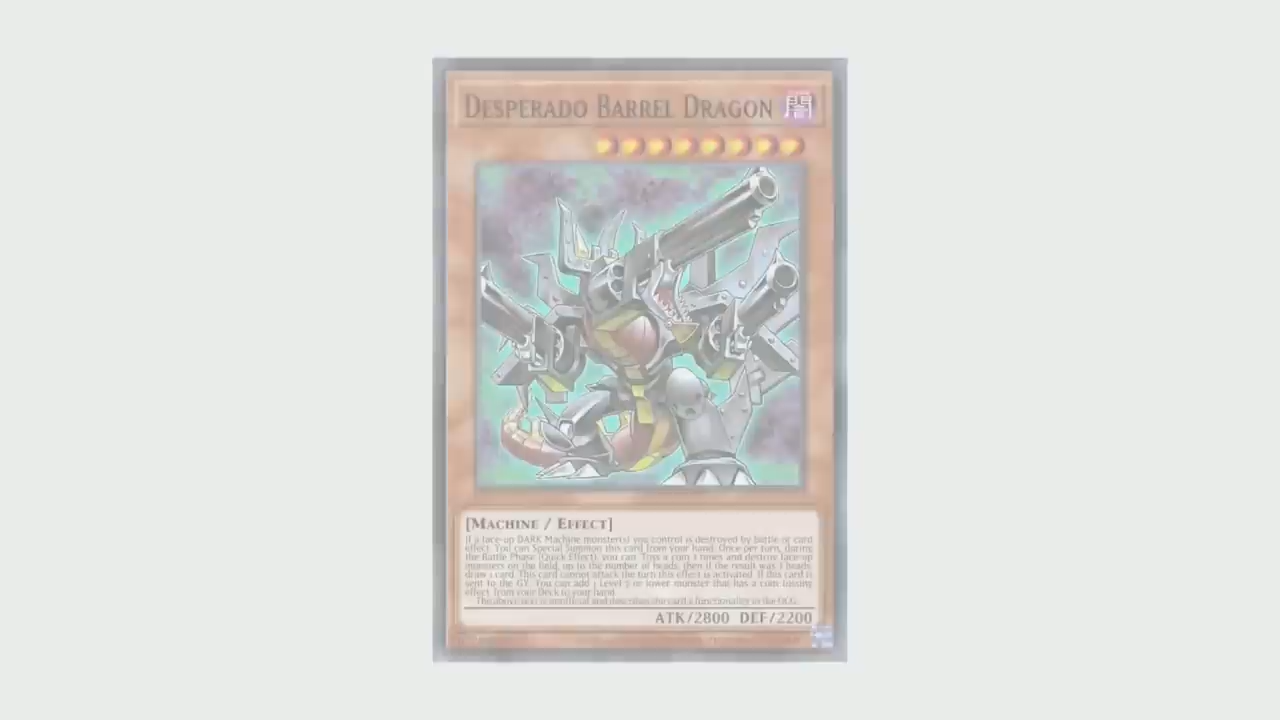 DESPERADO BARREL DRAGON 闇
[MACHINE / EFFECT]
If a face-up DARK Machine monster(s) you control is destroyed by battle or card
effect: You can Special Summon this card from your hand. Once per turn, during
the Battle Phase (Quick Effect): you can Toss a coin 3 times and destroy face-up
monsters on the field, up to the number of heads, then if the result was 3 heads,
draw 1 card. This card cannot attack the turn this effect is activated. If this card is
sent to the GY: You can add 1 Level 7 or lower monster that has a coin tossing
effect from your Deck to your hand.
The above text is unofficial and describes the card's functionality in the OCG.
ATK/2800 DEF/2200